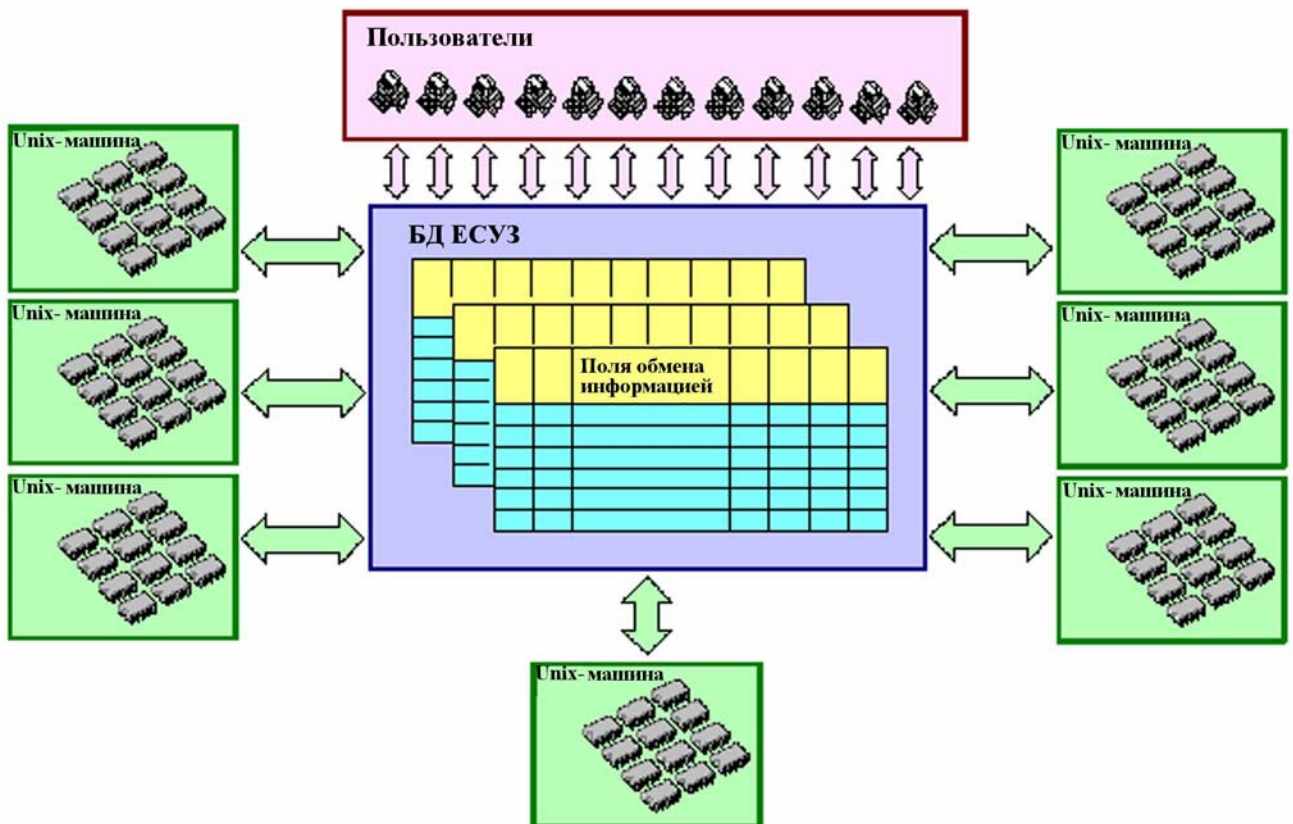 Пользователи
Unix-машина
Unix-машина
БД ЕСУЗ
Unix-машина
Unix-машина
Поля обмена
информацией
Unix-машина
Unix-машина
Unix-машина